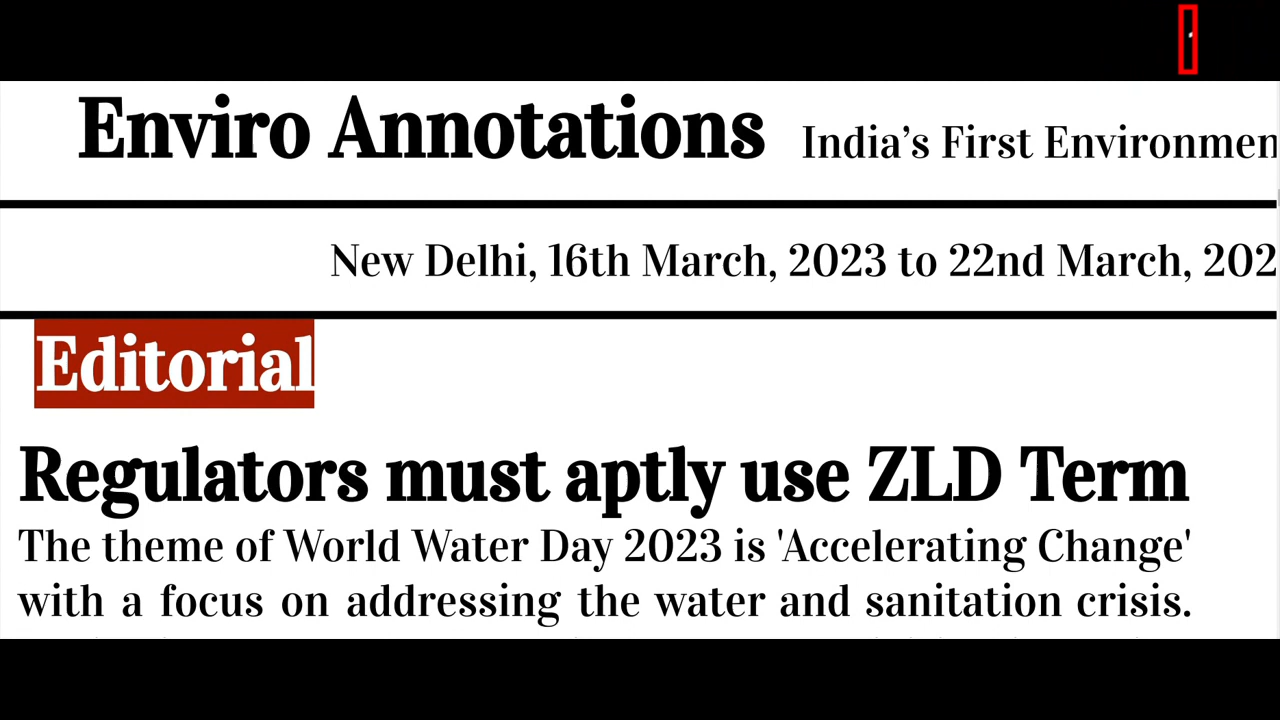 Enviro Annotations India’s First Environmen
New Delhi, 16th March, 2023 to 22nd March, 202
Editorial
Regulators must aptly use ZLD Term
The theme of World Water Day 2023 is 'Accelerating Change'
with a focus on addressing the water and sanitation crisis.